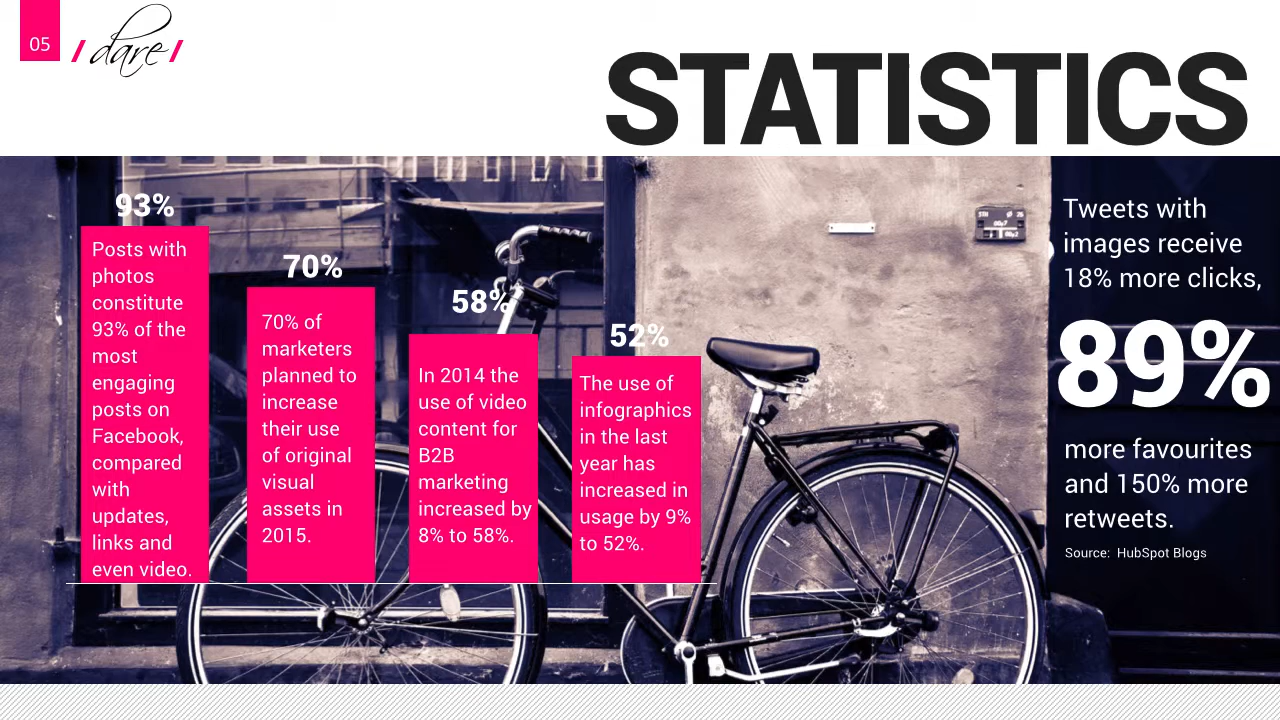 05
/ dare /
STATISTICS
93%
Posts with
photos
constitute
93% of the
most
engaging
posts on
Facebook,
compared
with
updates,
links and
even video.
70%
70% of
marketers
planned to
increase
their use
of original
visual
assets in
2015.
58%
In 2014 the
use of video
content for
B2B
marketing
increased by
8% to 58%.
52%
The use of
infographics
in the last
year has
increased in
usage by 9%
to 52%.
Tweets with
images receive
18% more clicks,
89%
more favourites
and 150% more
retweets.
Source: HubSpot Blogs